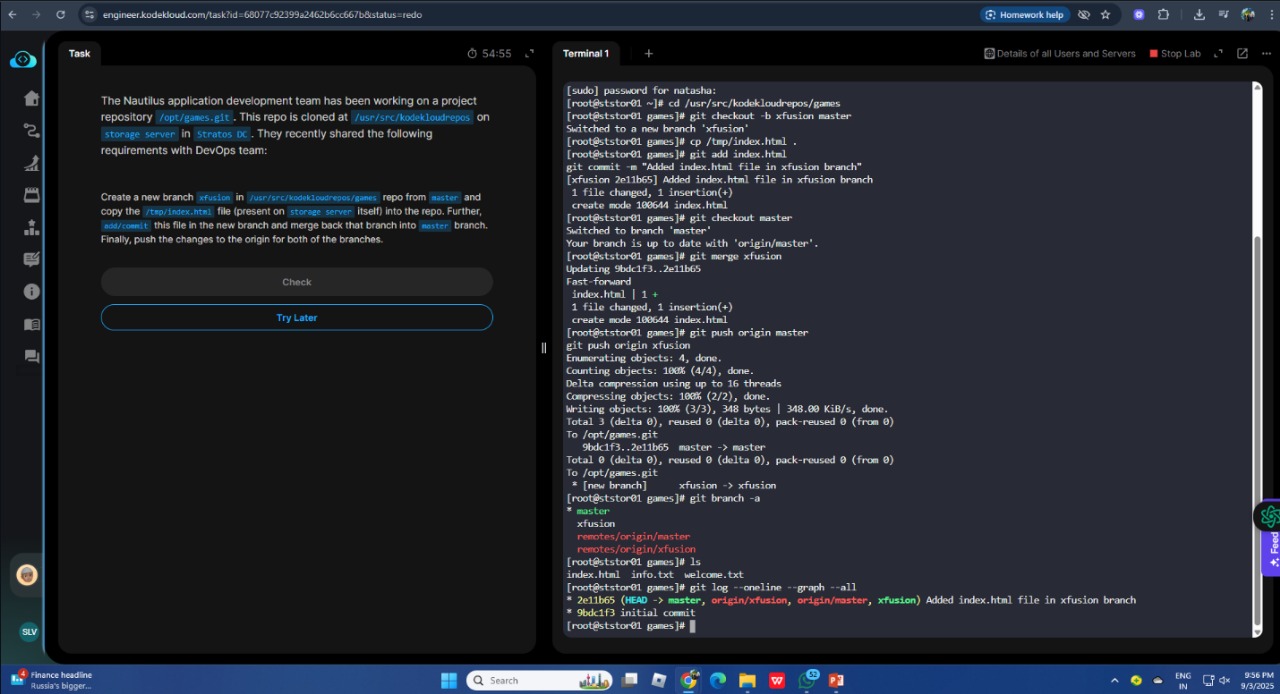 engineer.kodekloud.com/task?id=68077c92399a2462b6cc667b&status=redo
Homework help
Task
54:55
Terminal 1
+
Details of all Users and Servers
Stop Lab
The Nautilus application development team has been working on a project
repository /opt/games.git . This repo is cloned at /usr/src/kodekloudrepos on
storage server in Stratos DC . They recently shared the following
requirements with DevOps team:
Create a new branch xfusion in /usr/src/kodekloudrepos/games repo from master and
copy the /tmp/index.html file (present on storage server itself) into the repo. Further,
add/commit this file in the new branch and merge back that branch into master branch.
Finally, push the changes to the origin for both of the branches.
Check
Try Later
[sudo] password for natasha:
[root@ststor01 ~]# cd /usr/src/kodekloudrepos/games
[root@ststor01 games]# git checkout -b xfusion master
Switched to a new branch 'xfusion'
[root@ststor01 games]# cp /tmp/index.html .
[root@ststor01 games]# git add index.html
git commit -m "Added index.html file in xfusion branch"
[xfusion 2e11b65] Added index.html file in xfusion branch
1 file changed, 1 insertion(+)
create mode 100644 index.html
[root@ststor01 games]# git checkout master
Switched to branch 'master'
Your branch is up to date with 'origin/master'.
[root@ststor01 games]# git merge xfusion
Updating 9bdc1f3..2e11b65
Fast-forward
index.html | 1 +
1 file changed, 1 insertion(+)
create mode 100644 index.html
[root@ststor01 games]# git push origin master
git push origin xfusion
Enumerating objects: 4, done.
Counting objects: 100% (4/4), done.
Delta compression using up to 16 threads
Compressing objects: 100% (2/2), done.
Writing objects: 100% (3/3), 348 bytes | 348.00 KiB/s, done.
Total 3 (delta 0), reused 0 (delta 0), pack-reused 0 (from 0)
To /opt/games.git
9bdc1f3..2e11b65 master -> master
Total 0 (delta 0), reused 0 (delta 0), pack-reused 0 (from 0)
To /opt/games.git
* [new branch] xfusion -> xfusion
[root@ststor01 games]# git branch -a
* master
xfusion
remotes/origin/master
remotes/origin/xfusion
[root@ststor01 games]# ls
index.html info.txt welcome.txt
[root@ststor01 games]# git log --oneline --graph --all
* 2e11b65 (HEAD -> master, origin/xfusion, origin/master, xfusion) Added index.html file in xfusion branch
* 9bdc1f3 initial commit
[root@ststor01 games]#
SLV
4
Finance headline
Russia's bigger...
Search
ENG
IN
9:56 PM
9/3/2025